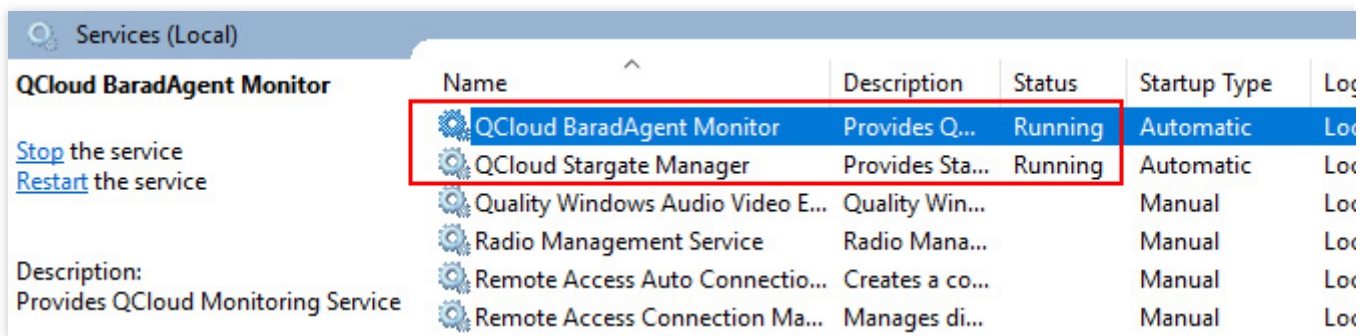 Services (Local)
QCloud BaradAgent Monitor
Stop the service
Restart the service
Description:
Provides QCloud Monitoring Service
Name Description Status Startup Type Log
QCloud BaradAgent Monitor Provides Q... Running Automatic Loc
QCloud Stargate Manager Provides Sta... Running Automatic Loc
Quality Windows Audio Video E... Quality Win... Manual Loc
Radio Management Service Radio Mana... Manual Loc
Remote Access Auto Connectio... Creates a co... Manual Loc
Remote Access Connection Ma... Manages di... Manual Loc